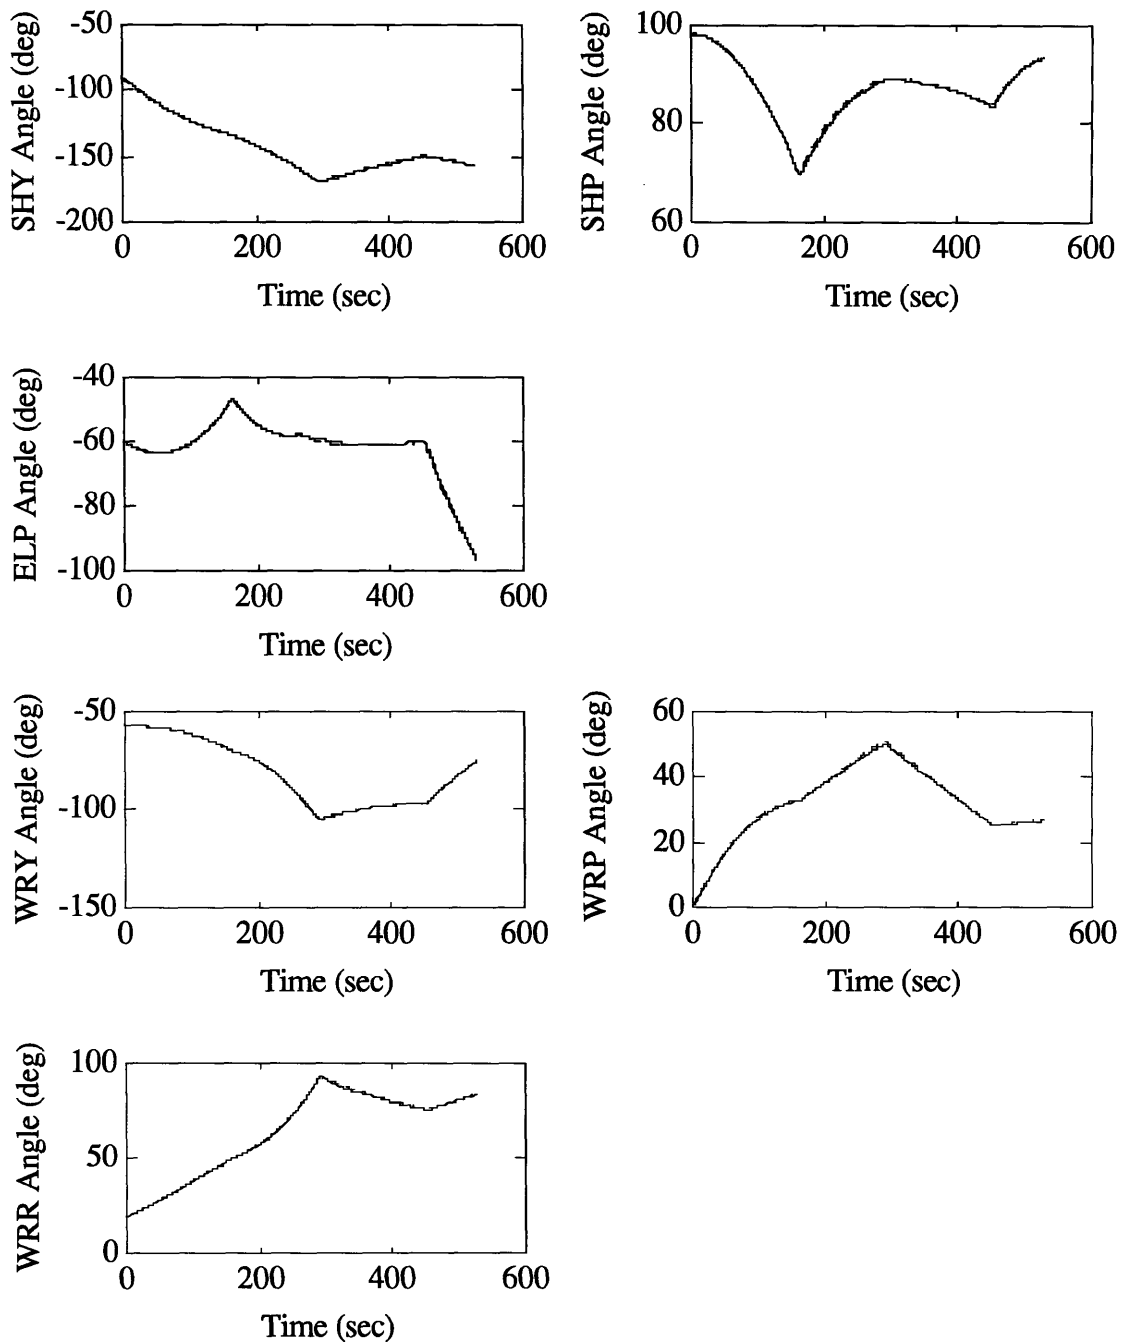 SHY Angle (deg)
-50
-100
-150
-200
0 200 400 600
Time (sec)
SHP Angle (deg)
100
80
60
0 200 400 600
Time (sec)
ELP Angle (deg)
-40
-60
-80
-100
0 200 400 600
Time (sec)
WRY Angle (deg)
-50
-100
-150
0 200 400 600
Time (sec)
WRP Angle (deg)
60
40
20
0
0 200 400 600
Time (sec)
WRR Angle (deg)
100
50
0
0 200 400 600
Time (sec)